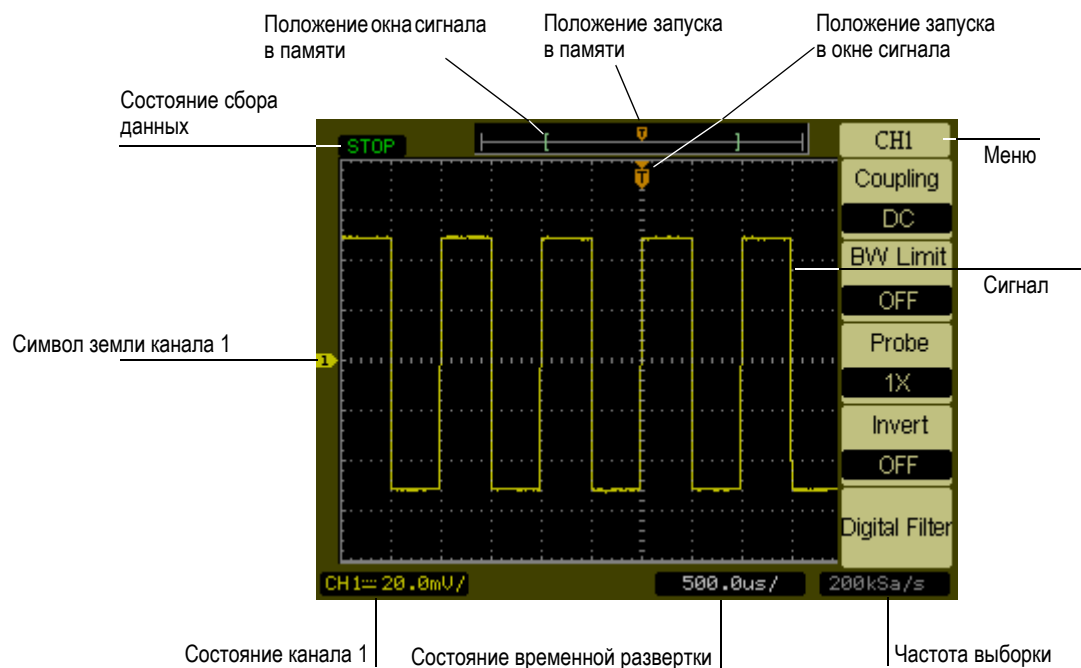 Положение окна сигнала
в памяти
Положение запуска
в памяти
Положение запуска
в окне сигнала
Состояние сбора
данных
STOP
T
T
CH1
Меню
Coupling
DC
BW Limit
OFF
Сигнал
Символ земли канала 1
1
Probe
1X
Invert
OFF
Digital Filter
CH1 20.0mV/
500.0us/
200kSa/s
Состояние канала 1
Состояние временной развертки
Частота выборки